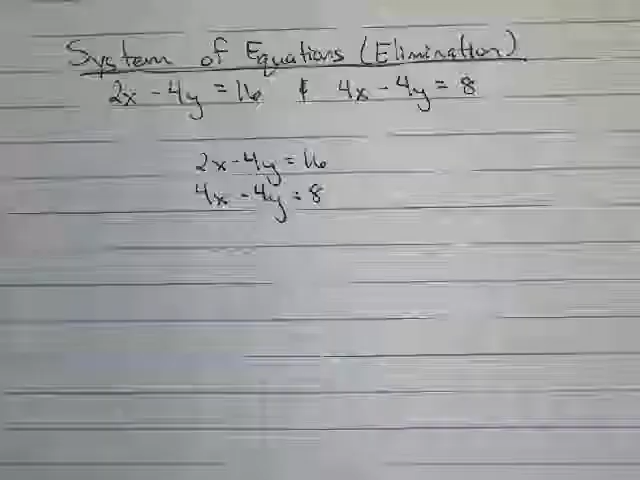 System of Equations (Elimination)
2x - 4y = 16 & 4x - 4y = 8
2x - 4y = 16
4x - 4y = 8